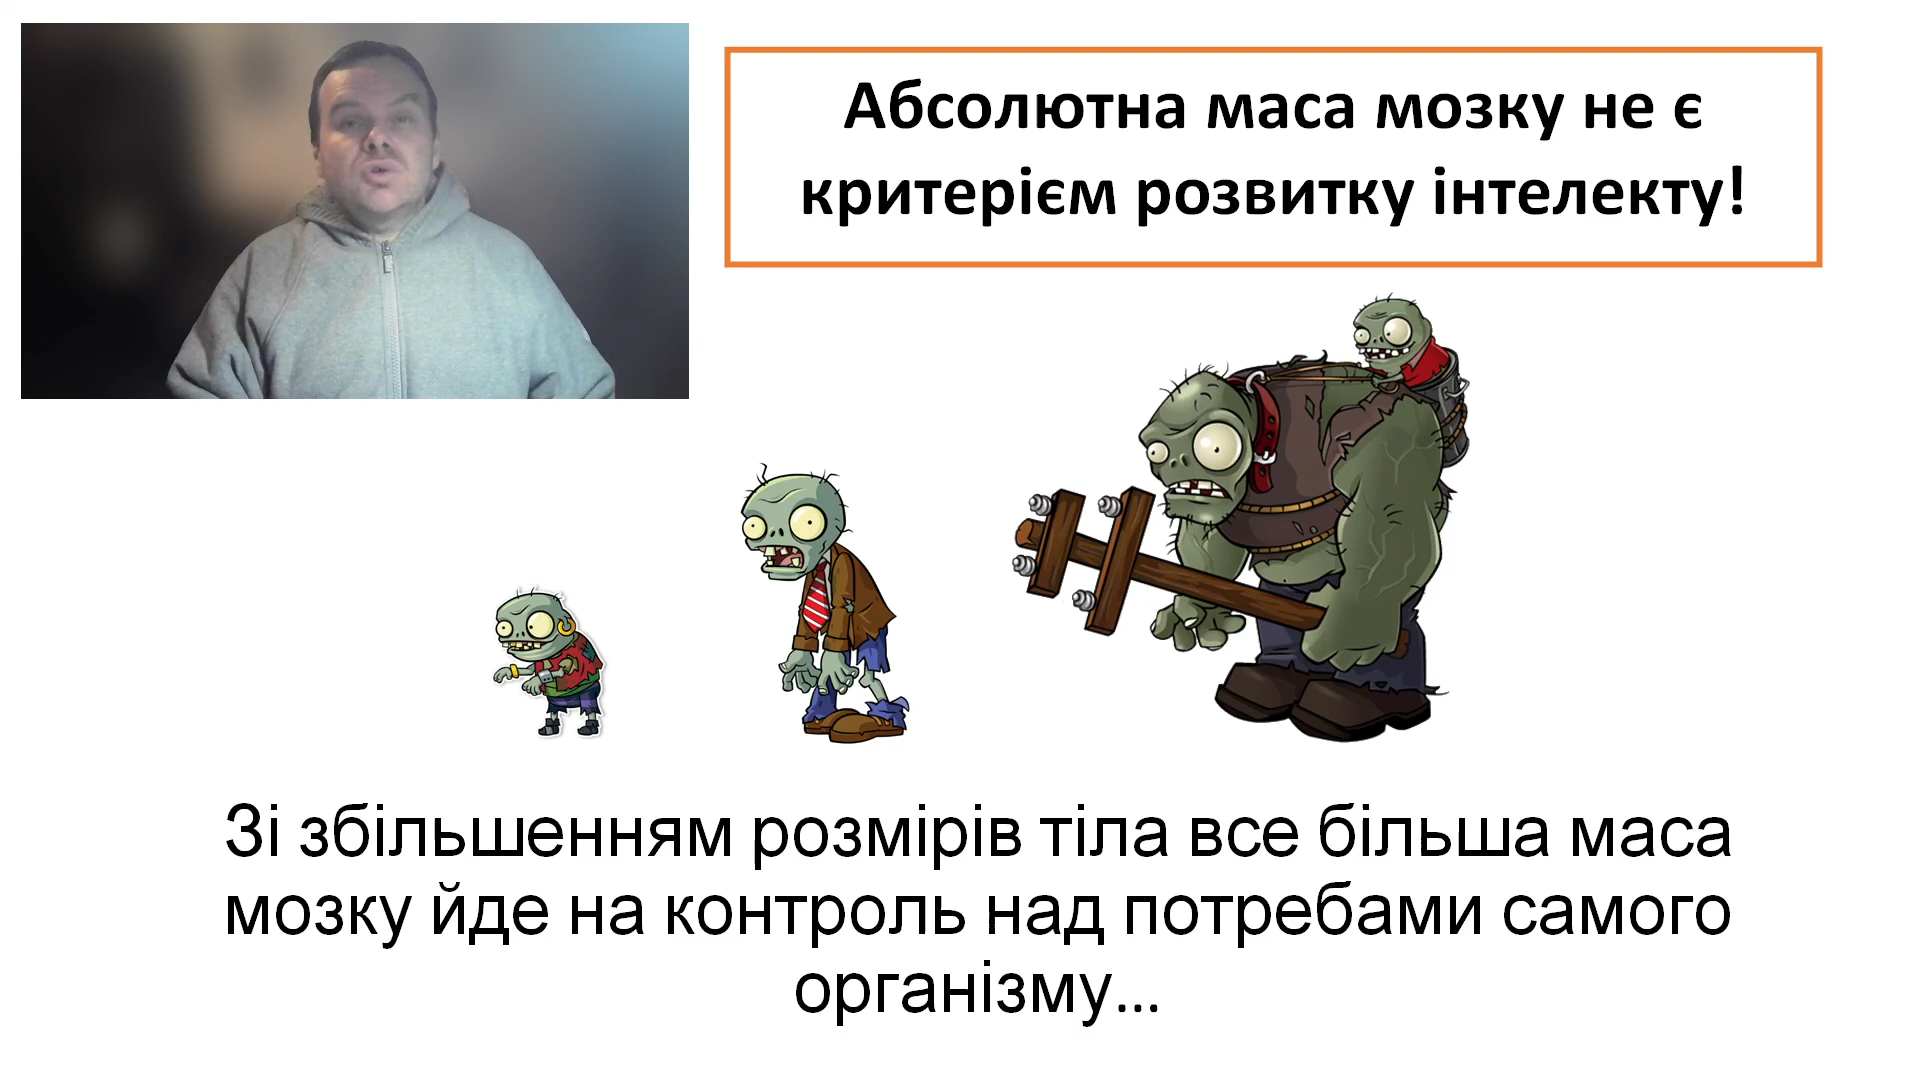 Абсолютна маса мозку не є
критерієм розвитку інтелекту!
Зі збільшенням розмірів тіла все більша маса
мозку йде на контроль над потребами самого
організму...